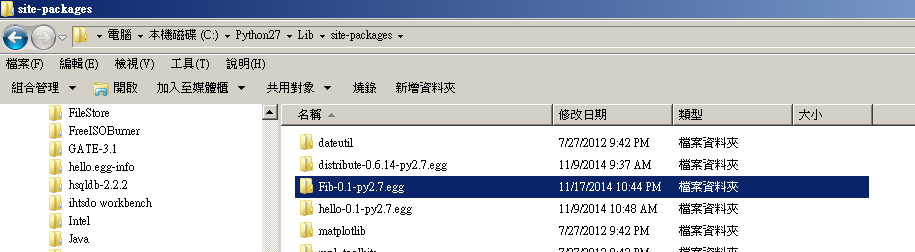 site-packages
電腦 本機磁碟 (C:) Python27 Lib site-packages
檔案(F) 編輯(E) 檢視(V) 工具(T) 說明(H)
組合管理 開啟 加入至媒體櫃 共用對象 燒錄 新增資料夾
FileStore
FreeISOBurner
GATE-3.1
hello.egg-info
hsqldb-2.2.2
ihtsdo workbench
Intel
Java
名稱 修改日期 類型 大小
dateutil 7/27/2012 9:42 PM 檔案資料夾
distribute-0.6.14-py2.7.egg 11/9/2014 9:37 AM 檔案資料夾
Fib-0.1-py2.7.egg 11/17/2014 10:44 PM 檔案資料夾
hello-0.1-py2.7.egg 11/9/2014 10:48 AM 檔案資料夾
matplotlib 7/27/2012 9:42 PM 檔案資料夾